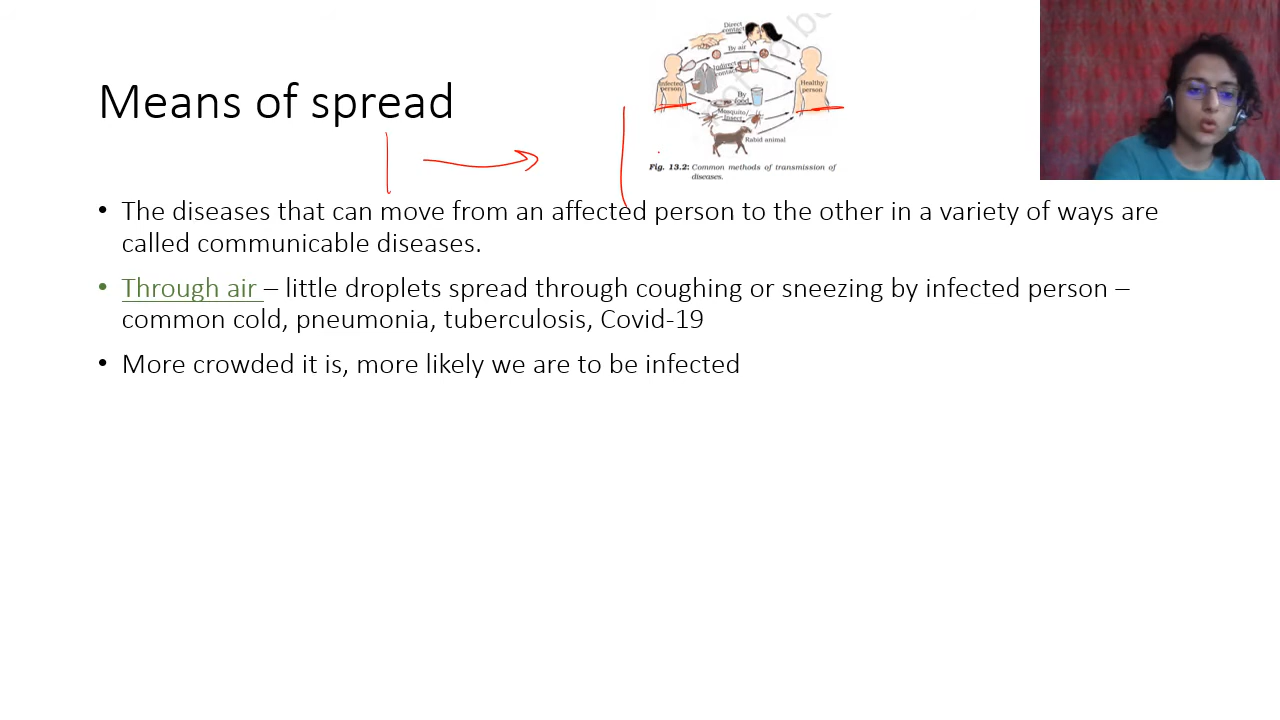 Means of spread
Direct
contact
By air
Indirect
contact
Infected
person
Healthy
person
By
food
Mosquito/
Insect
Rabid animal
Fig. 13.2: Common methods of transmission of
diseases.
• The diseases that can move from an affected person to the other in a variety of ways are
called communicable diseases.
• Through air – little droplets spread through coughing or sneezing by infected person –
common cold, pneumonia, tuberculosis, Covid-19
• More crowded it is, more likely we are to be infected